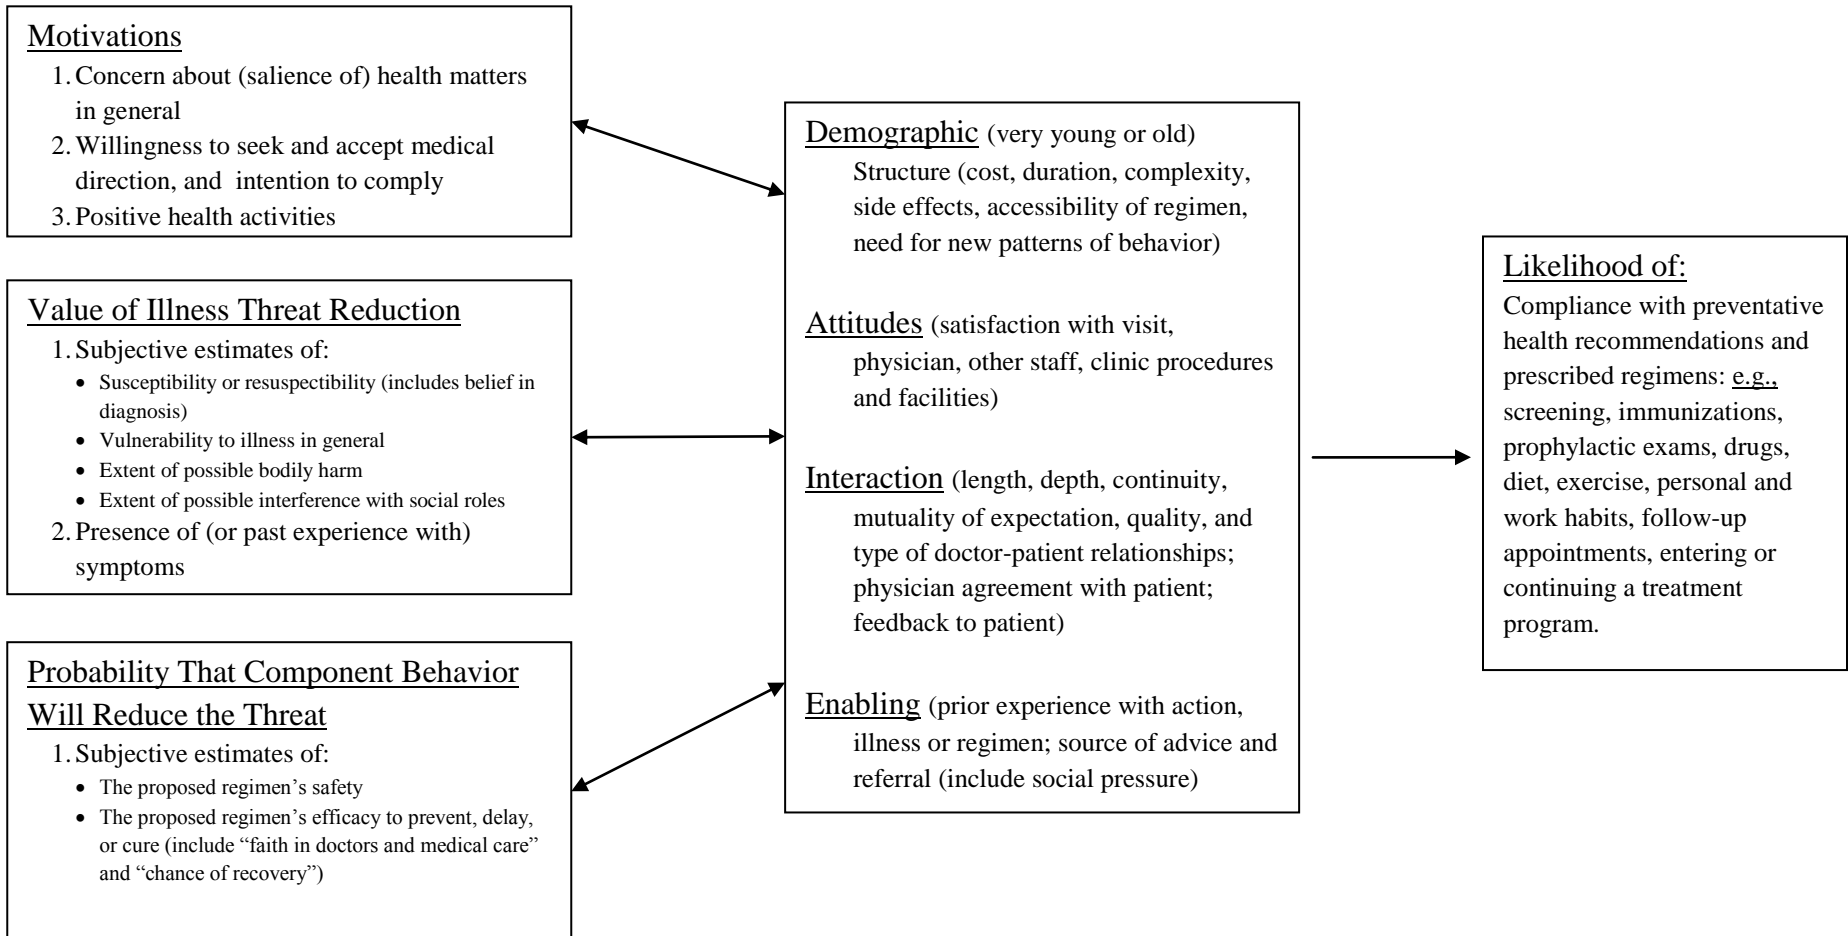 Motivations
1. Concern about (salience of) health matters
in general
2. Willingness to seek and accept medical
direction, and intention to comply
3. Positive health activities
Value of Illness Threat Reduction
1. Subjective estimates of:
• Susceptibility or resuspectibility (includes belief in
diagnosis)
• Vulnerability to illness in general
• Extent of possible bodily harm
• Extent of possible interference with social roles
2. Presence of (or past experience with)
symptoms
Probability That Component Behavior
Will Reduce the Threat
1. Subjective estimates of:
• The proposed regimen’s safety
• The proposed regimen’s efficacy to prevent, delay,
or cure (include “faith in doctors and medical care”
and “chance of recovery”)
Demographic (very young or old)
Structure (cost, duration, complexity,
side effects, accessibility of regimen,
need for new patterns of behavior)
Attitudes (satisfaction with visit,
physician, other staff, clinic procedures
and facilities)
Interaction (length, depth, continuity,
mutuality of expectation, quality, and
type of doctor-patient relationships;
physician agreement with patient;
feedback to patient)
Enabling (prior experience with action,
illness or regimen; source of advice and
referral (include social pressure)
Likelihood of:
Compliance with preventative
health recommendations and
prescribed regimens: e.g.,
screening, immunizations,
prophylactic exams, drugs,
diet, exercise, personal and
work habits, follow-up
appointments, entering or
continuing a treatment
program.